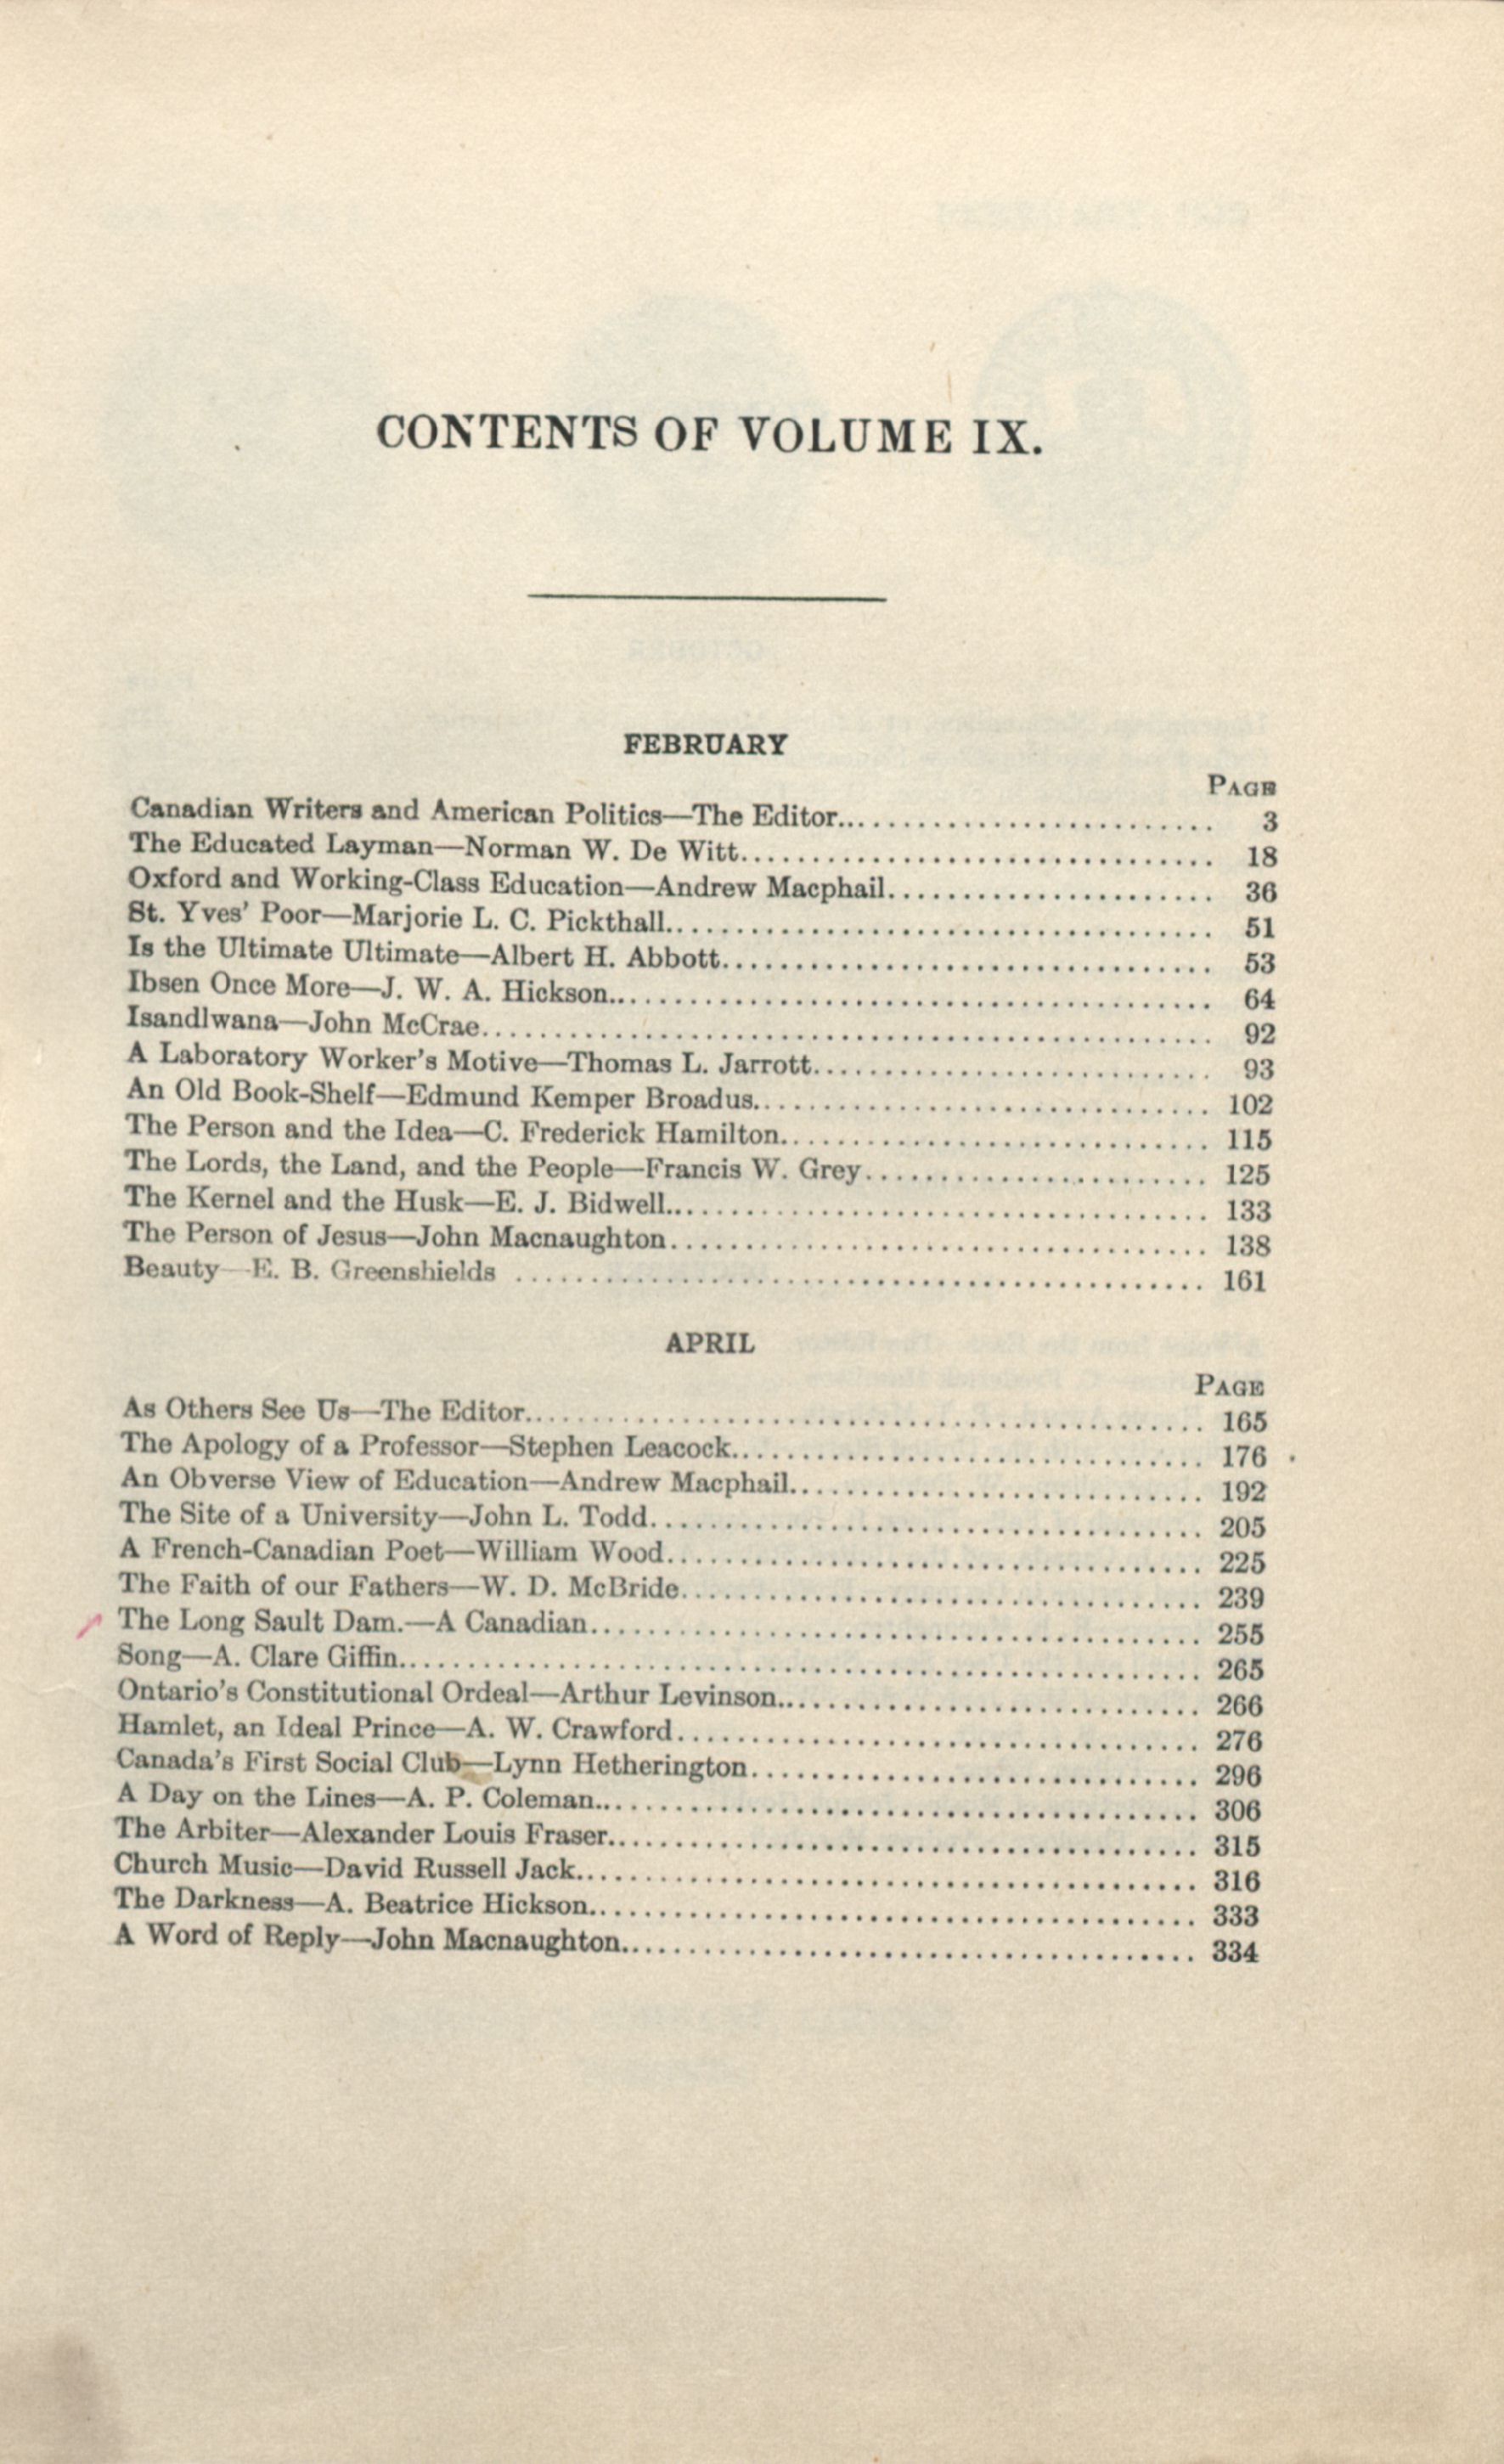 CONTENTS OF VOLUME IX.
FEBRUARY
PAGE
Canadian Writers and American Politics—The Editor............................ 3
The Educated Layman—Norman W. De Witt............................ 18
Oxford and Working-Class Education—Andrew Macphail............................ 36
St. Yves' Poor—Marjorie L. C. Pickthall............................ 51
Is the Ultimate Ultimate—Albert H. Abbott............................ 53
Ibsen Once More—J. W. A. Hickson............................ 64
Isandlwana—John McCrae............................ 92
A Laboratory Worker's Motive—Thomas L. Jarrott............................ 93
An Old Book-Shelf—Edmund Kemper Broadus............................ 102
The Person and the Idea—C. Frederick Hamilton............................ 115
The Lords, the Land, and the People—Francis W. Grey............................ 125
The Kernel and the Husk—E. J. Bidwell............................ 133
The Person of Jesus—John Macnaughton............................ 138
Beauty—E. B. Greenshields ............................ 161
APRIL
PAGE
As Others See Us—The Editor............................ 165
The Apology of a Professor—Stephen Leacock............................ 176
An Obverse View of Education—Andrew Macphail............................ 192
The Site of a University—John L. Todd............................ 205
A French-Canadian Poet—William Wood............................ 225
The Faith of our Fathers—W. D. McBride............................ 239
The Long Sault Dam.—A Canadian............................ 255
Song—A. Clare Giffin............................ 265
Ontario's Constitutional Ordeal—Arthur Levinson............................ 266
Hamlet, an Ideal Prince—A. W. Crawford............................ 276
Canada's First Social Club—Lynn Hetherington............................ 296
A Day on the Lines—A. P. Coleman............................ 306
The Arbiter—Alexander Louis Fraser............................ 315
Church Music—David Russell Jack............................ 316
The Darkness—A. Beatrice Hickson............................ 333
A Word of Reply—John Macnaughton............................ 334